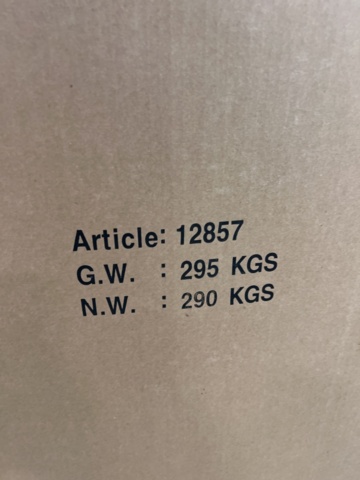 Article: 12857
G.W. : 295 KGS
N.W. : 290 KGS